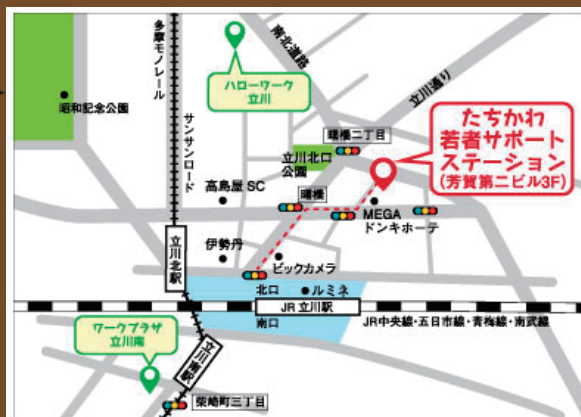 多摩モノレール
南北道路
立川通り
ハローワーク
立川
昭和記念公園
サンサンロード
たちかわ
若者サポート
ステーション
(芳賀第二ビル3F)
曙橋二丁目
立川北口
公園
高島屋 SC
曙橋
MEGA
ドンキホーテ
立川北駅
伊勢丹
ビックカメラ
北口
ルミネ
JR 立川駅
JR中央線・五日市線・青梅線・南武線
南口
ワークプラザ
立川南
立川南駅
柴崎町三丁目